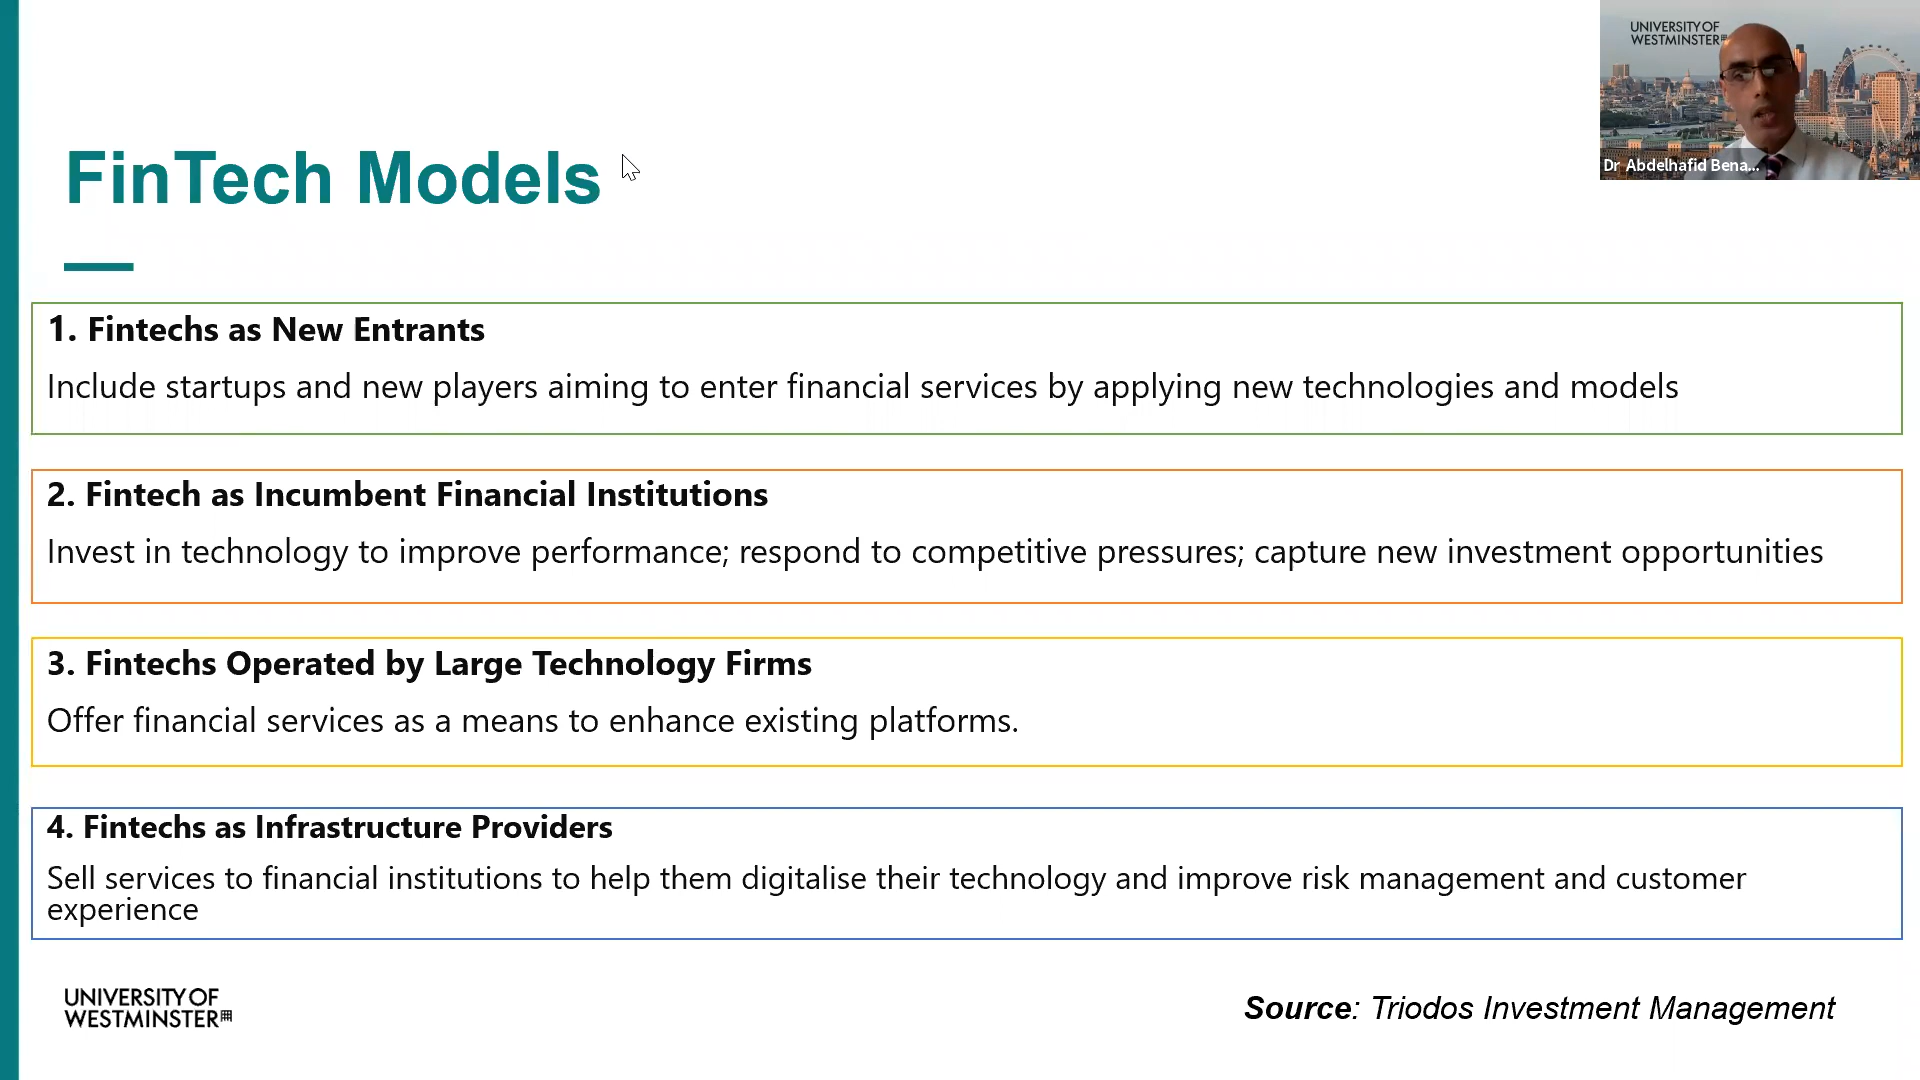 UNIVERSITY OF
WESTMINSTER
Dr Abdelhafid Bena...
FinTech Models
1. Fintechs as New Entrants
Include startups and new players aiming to enter financial services by applying new technologies and models
2. Fintech as Incumbent Financial Institutions
Invest in technology to improve performance; respond to competitive pressures; capture new investment opportunities
3. Fintechs Operated by Large Technology Firms
Offer financial services as a means to enhance existing platforms.
4. Fintechs as Infrastructure Providers
Sell services to financial institutions to help them digitalise their technology and improve risk management and customer
experience
UNIVERSITY OF
WESTMINSTER
Source: Triodos Investment Management